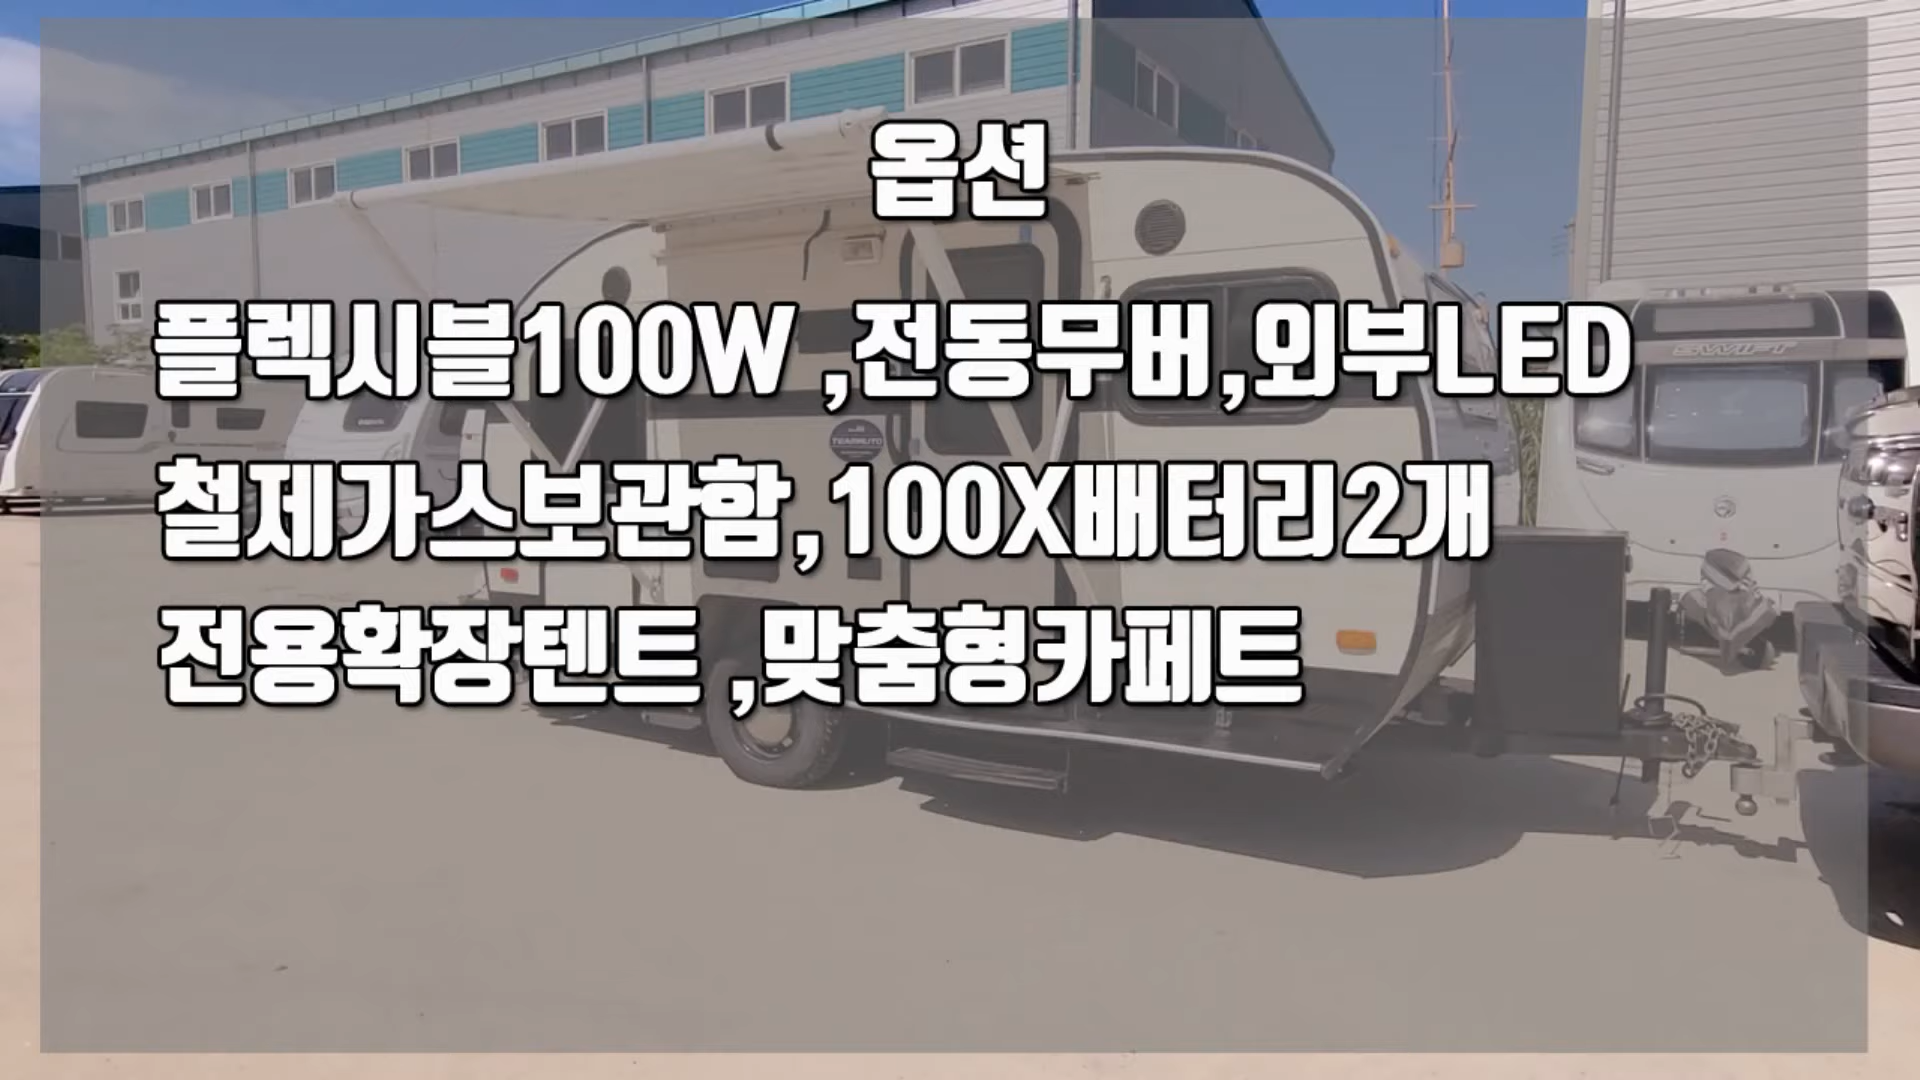 옵션
플렉시블100W ,전동무버,외부LED
SWIFT
TEARMUTO
철제가스보관함,100X배터리2개
전용확장텐트 ,맞춤형카페트